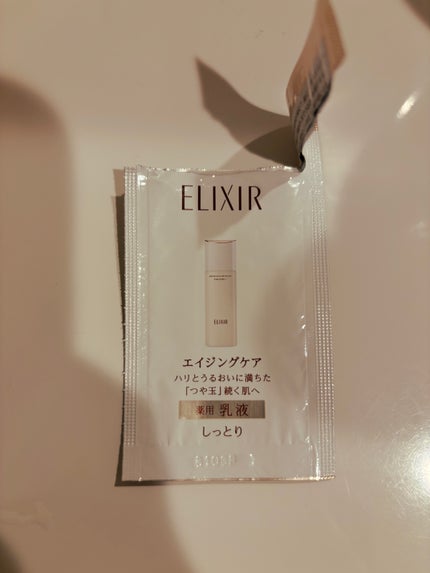 ELIXIR
ELIXIR
エイジングケア
ハリとうるおいに満ちた
「つや玉」続く肌へ
薬用 乳液
しっとり